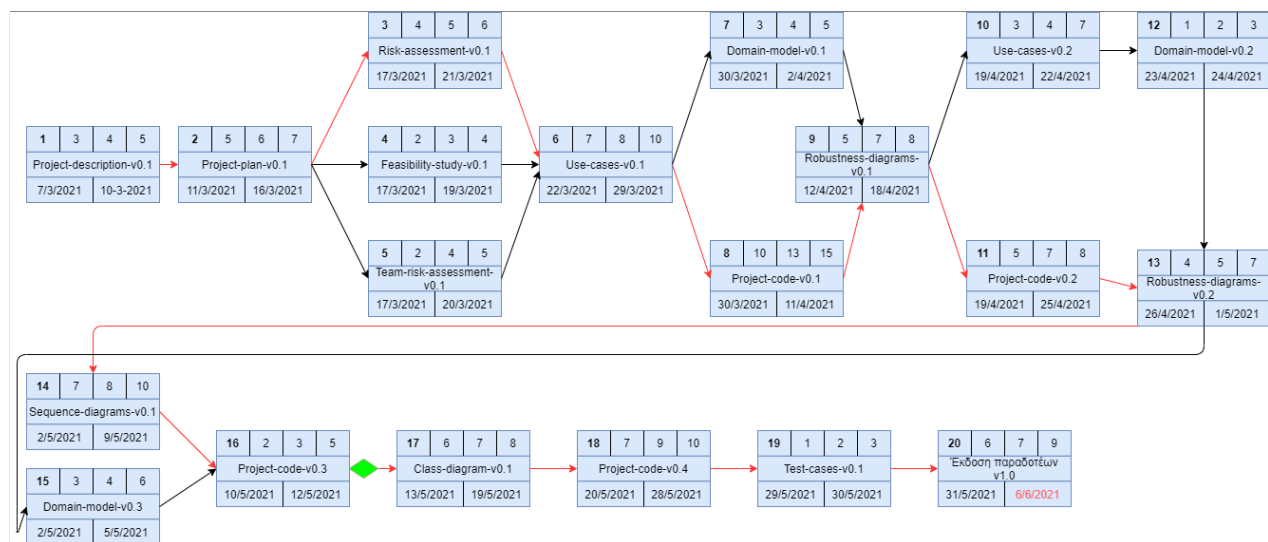 3 4 5 6
Risk-assessment-v0.1
17/3/2021 21/3/2021
7 3 4 5
Domain-model-v0.1
30/3/2021 2/4/2021
10 3 4 7
Use-cases-v0.2
19/4/2021 22/4/2021
12 1 2 3
Domain-model-v0.2
23/4/2021 24/4/2021
1 3 4 5
Project-description-v0.1
7/3/2021 10-3-2021
2 5 6 7
Project-plan-v0.1
11/3/2021 16/3/2021
4 2 3 4
Feasibility-study-v0.1
17/3/2021 19/3/2021
6 7 8 10
Use-cases-v0.1
22/3/2021 29/3/2021
9 5 7 8
Robustness-diagrams-
v0.1
12/4/2021 18/4/2021
5 2 4 5
Team-risk-assessment-
v0.1
17/3/2021 20/3/2021
8 10 13 15
Project-code-v0.1
30/3/2021 11/4/2021
11 5 7 8
Project-code-v0.2
19/4/2021 25/4/2021
13 4 5 7
Robustness-diagrams-
v0.2
26/4/2021 1/5/2021
14 7 8 10
Sequence-diagrams-v0.1
2/5/2021 9/5/2021
15 3 4 6
Domain-model-v0.3
2/5/2021 5/5/2021
16 2 3 5
Project-code-v0.3
10/5/2021 12/5/2021
17 6 7 8
Class-diagram-v0.1
13/5/2021 19/5/2021
18 7 9 10
Project-code-v0.4
20/5/2021 28/5/2021
19 1 2 3
Test-cases-v0.1
29/5/2021 30/5/2021
20 6 7 9
Έκδοση παραδοτέων
v1.0
31/5/2021 6/6/2021